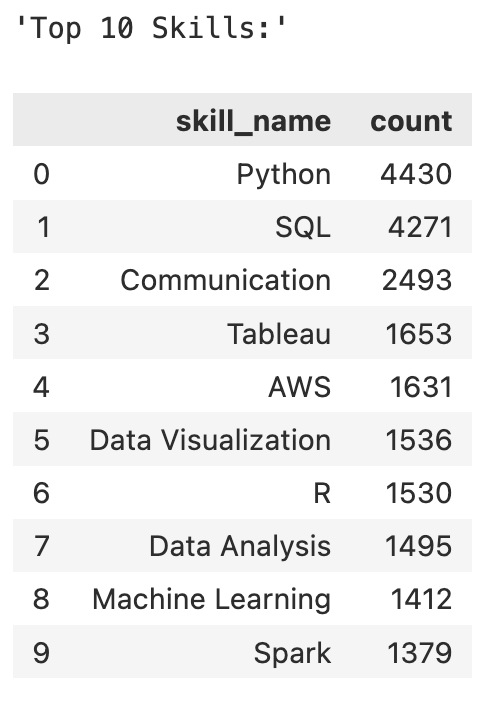 'Top 10 Skills:'
skill_name count
0 Python 4430
1 SQL 4271
2 Communication 2493
3 Tableau 1653
4 AWS 1631
5 Data Visualization 1536
6 R 1530
7 Data Analysis 1495
8 Machine Learning 1412
9 Spark 1379